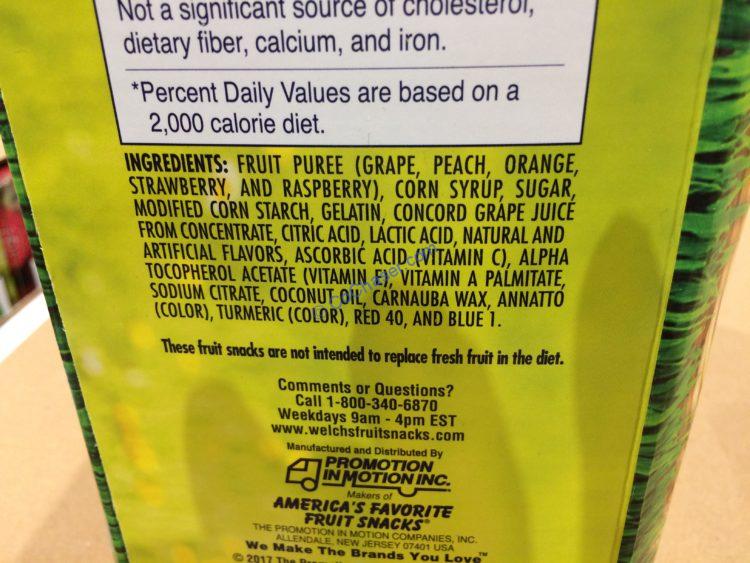 Not a significant source of cholesterol,
dietary fiber, calcium, and iron.
*Percent Daily Values are based on a
2,000 calorie diet.
INGREDIENTS: FRUIT PUREE (GRAPE, PEACH, ORANGE,
STRAWBERRY, AND RASPBERRY), CORN SYRUP, SUGAR,
MODIFIED CORN STARCH, GELATIN, CONCORD GRAPE JUICE
FROM CONCENTRATE, CITRIC ACID, LACTIC ACID, NATURAL AND
ARTIFICIAL FLAVORS, ASCORBIC ACID (VITAMIN C), ALPHA
TOCOPHEROL ACETATE (VITAMIN E), VITAMIN A PALMITATE,
SODIUM CITRATE, COCONUT OIL, CARNAUBA WAX, ANNATTO
(COLOR), TURMERIC (COLOR), RED 40, AND BLUE 1.
These fruit snacks are not intended to replace fresh fruit in the diet.
Comments or Questions?
Call 1-800-340-6870
Weekdays 9am - 4pm EST
www.welchsfruitsnacks.com
Manufactured and Distributed By
PROMOTION
IN MOTION INC.
Makers of
AMERICA'S FAVORITE
FRUIT SNACKS®
THE PROMOTION IN MOTION COMPANIES, INC.
ALLENDALE, NEW JERSEY 07401 USA
We Make The Brands You Love™
© 2017 The